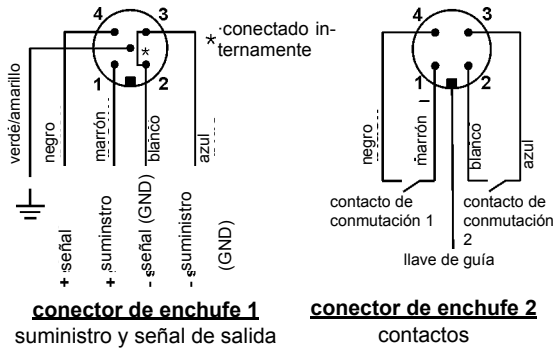 4 3
1 2
*
*·conectado in-
ternamente
verde/amarillo
negro
marrón
blanco
azul
+ señal
+ suministro
- señal (GND)
- suministro
(GND)
conector de enchufe 1
suministro y señal de salida
4 3
1 2
negro
marrón 1
blanco
azul
contacto de
conmutación 1
contacto de
conmutación
2
llave de guía
conector de enchufe 2
contactos